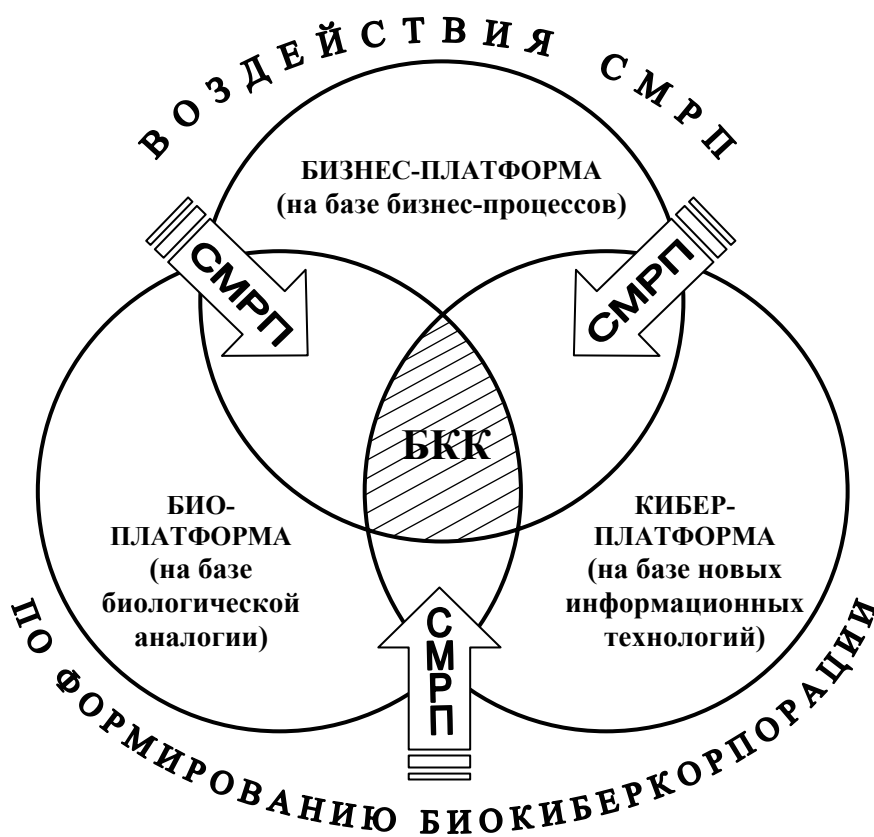 ВОЗДЕЙСТВИЯ СМРП
БИЗНЕС-ПЛАТФОРМА
(на базе бизнес-процессов)
СМРП
СМРП
БКК
БИО-
ПЛАТФОРМА
(на базе
биологической
аналогии)
КИБЕР-
ПЛАТФОРМА
(на базе новых
информационных
технологий)
СМРП
ПО ФОРМИРОВАНИЮ БИОКИБЕРКОРПОРАЦИИ